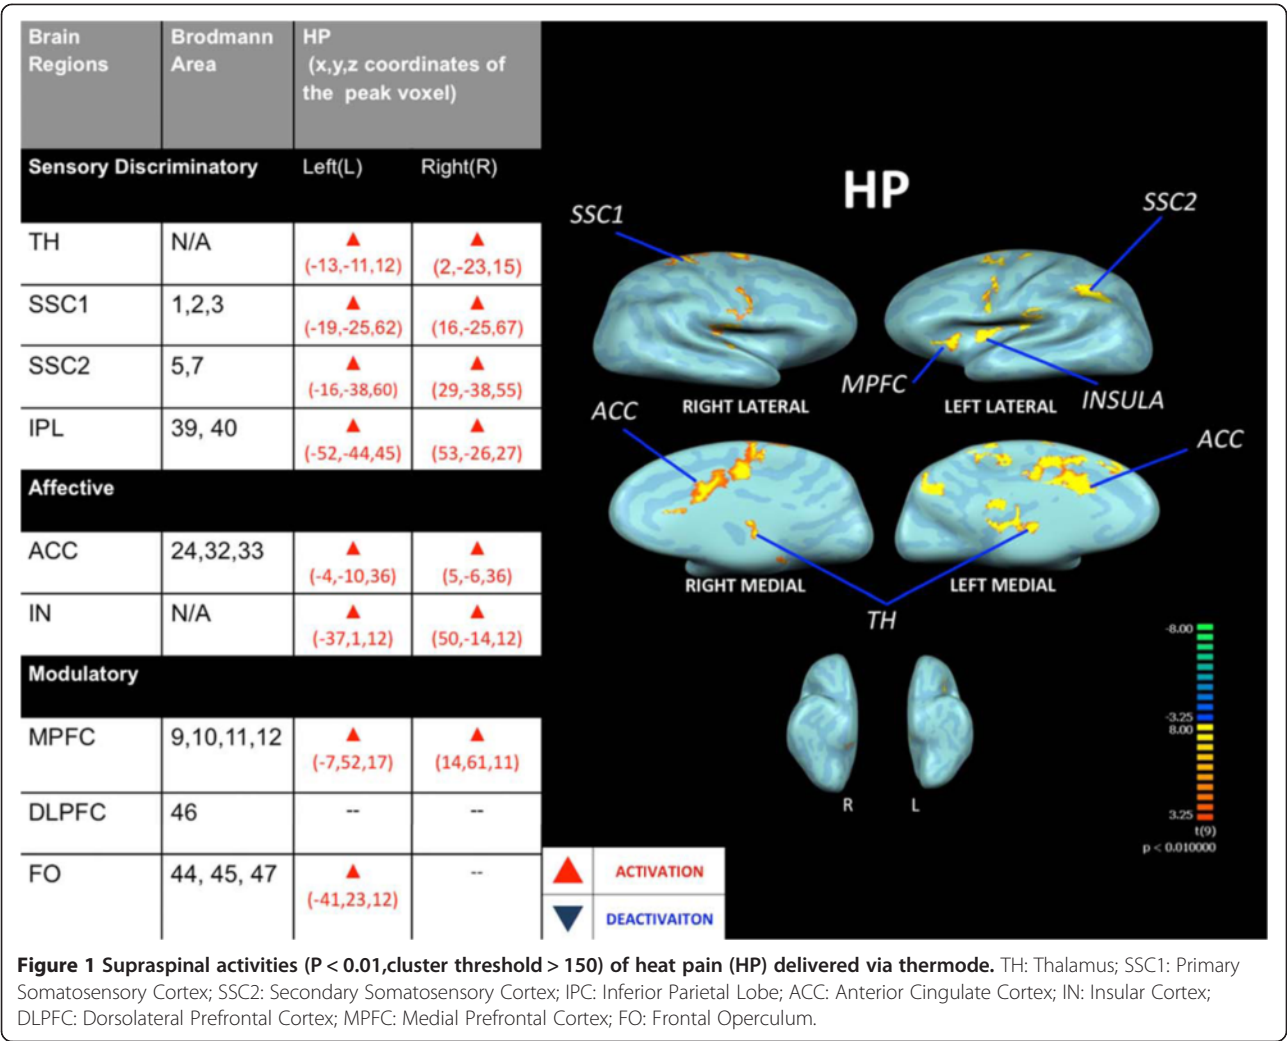 Brain Regions
Brodmann Area
HP
(x,y,z coordinates of
the peak voxel)
Sensory Discriminatory Left(L) Right(R)
TH N/A ▲ ▲
(-13,-11,12) (2,-23,15)
SSC1 1,2,3 ▲ ▲
(-19,-25,62) (16,-25,67)
SSC2 5,7 ▲ ▲
(-16,-38,60) (29,-38,55)
IPL 39, 40 ▲ ▲
(-52,-44,45) (53,-26,27)
Affective
ACC 24,32,33 ▲ ▲
(-4,-10,36) (5,-6,36)
IN N/A ▲ ▲
(-37,1,12) (50,-14,12)
Modulatory
MPFC 9,10,11,12 ▲ ▲
(-7,52,17) (14,61,11)
DLPFC 46 -- --
FO 44, 45, 47 ▲ --
(-41,23,12)
HP
SSC1
SSC2
MPFC
INSULA
RIGHT LATERAL
LEFT LATERAL
ACC
ACC
RIGHT MEDIAL
LEFT MEDIAL
TH
R
L
-8.00
-3.25
8.00
3.25
t(9)
p < 0.010000
ACTIVATION
DEACTIVAITON
Figure 1 Supraspinal activities (P < 0.01,cluster threshold > 150) of heat pain (HP) delivered via thermode. TH: Thalamus; SSC1: Primary
Somatosensory Cortex; SSC2: Secondary Somatosensory Cortex; IPC: Inferior Parietal Lobe; ACC: Anterior Cingulate Cortex; IN: Insular Cortex;
DLPFC: Dorsolateral Prefrontal Cortex; MPFC: Medial Prefrontal Cortex; FO: Frontal Operculum.